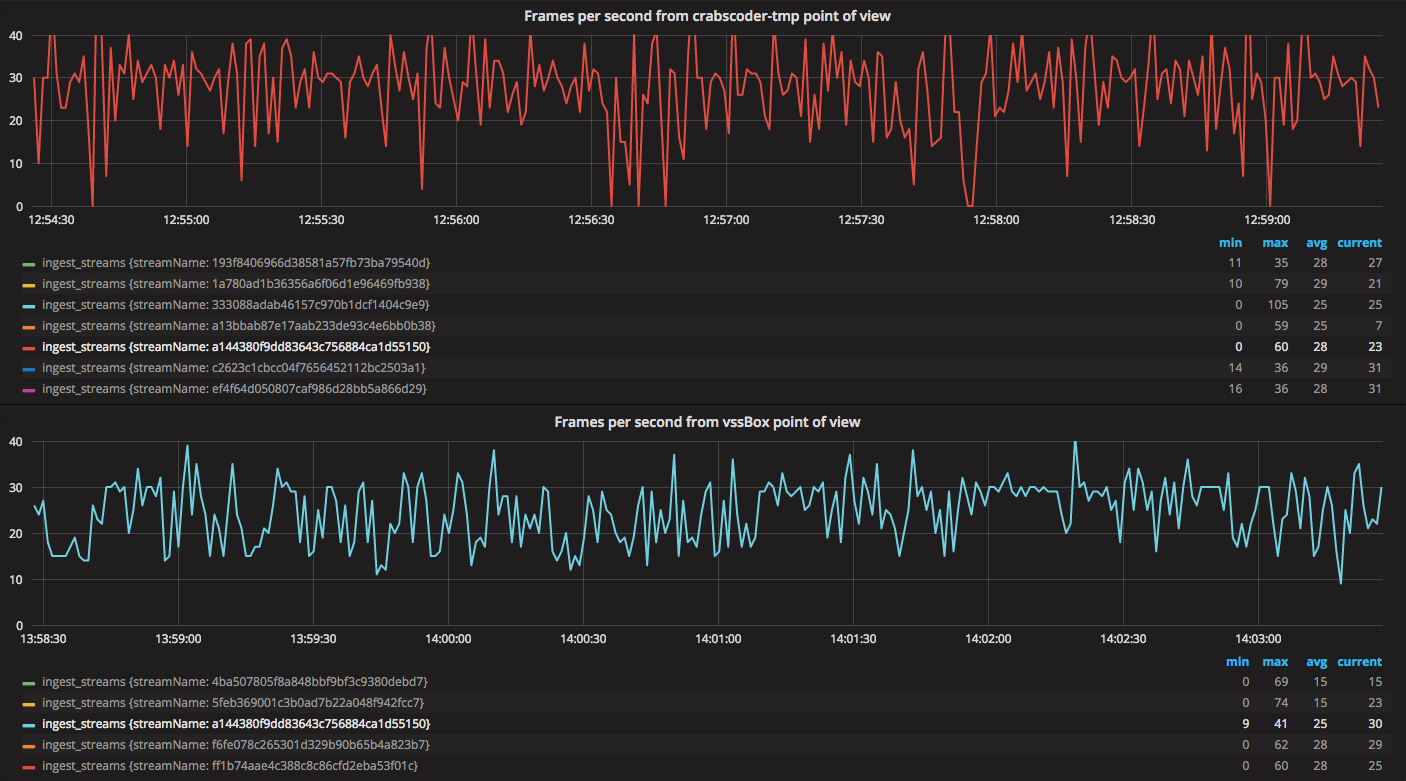 Frames per second from crabscoder-tmp point of view
40
30
20
10
0
12:54:30 12:55:00 12:55:30 12:56:00 12:56:30 12:57:00 12:57:30 12:58:00 12:58:30 12:59:00
min max avg current
ingest_streams {streamName: 193f8406966d38581a57fb73ba79540d} 11 35 28 27
ingest_streams {streamName: 1a780ad1b36356a6f06d1e96469fb938} 10 79 29 21
ingest_streams {streamName: 333088adab46157c970b1dcf1404c9e9} 0 105 25 25
ingest_streams {streamName: a13bbab87e17aab233de93c4e6bb0b38} 0 59 25 7
ingest_streams {streamName: a144380f9dd83643c756884ca1d55150} 0 60 28 23
ingest_streams {streamName: c2623c1cbcc04f7656452112bc2503a1} 14 36 29 31
ingest_streams {streamName: ef4f64d050807caf986d28bb5a866d29} 16 36 28 31
Frames per second from vssBox point of view
40
30
20
10
0
13:58:30 13:59:00 13:59:30 14:00:00 14:00:30 14:01:00 14:01:30 14:02:00 14:02:30 14:03:00
min max avg current
ingest_streams {streamName: 4ba507805f8a848bbf9bf3c9380debd7} 0 69 15 15
ingest_streams {streamName: 5feb369001c3b0ad7b22a048f942fcc7} 0 74 15 23
ingest_streams {streamName: a144380f9dd83643c756884ca1d55150} 9 41 25 30
ingest_streams {streamName: f6fe078c265301d329b90b65b4a823b7} 0 62 28 29
ingest_streams {streamName: ff1b74aae4c388c8c86cfd2eba53f01c} 0 60 28 25